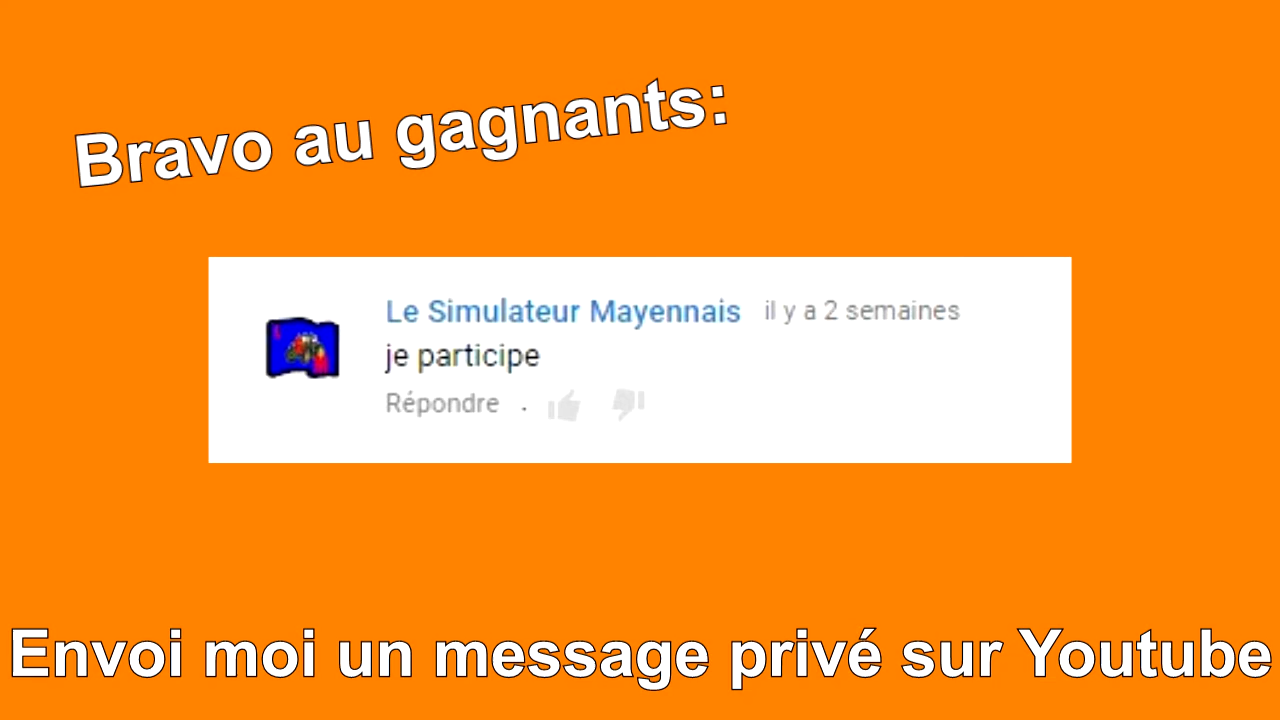 Bravo au gagnants:
Le Simulateur Mayennais il y a 2 semaines
je participe
Répondre .
Envoi moi un message privé sur Youtube